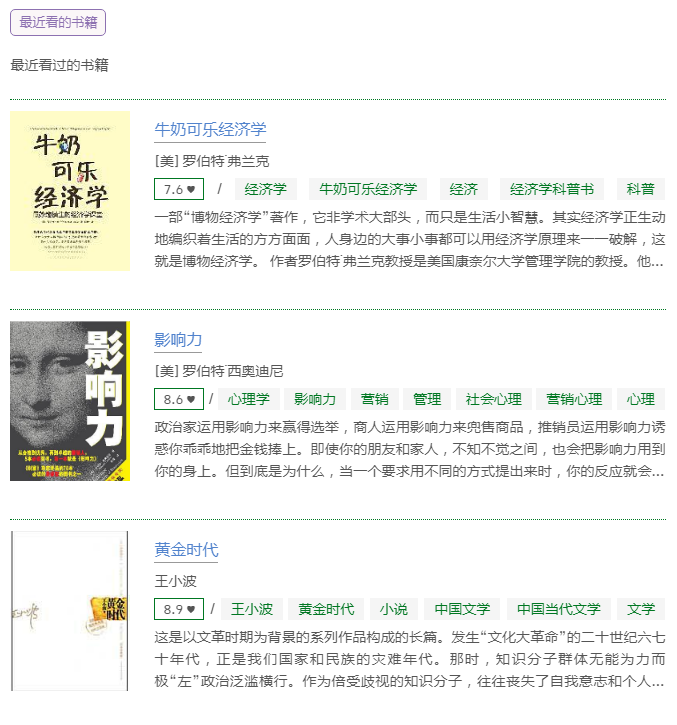 最近看的书籍
最近看过的书籍
牛奶
可乐
经济学
牛奶可乐经济学
[美] 罗伯特·弗兰克
7.6 ♥ / 经济学 牛奶可乐经济学 经济 经济学科普书 科普
一部“博物经济学”著作，它非学术大部头，而只是生活小智慧。其实经济学正生动
地编织着生活的方方面面，人身边的大事小事都可以用经济学原理来一一破解，这
就是博物经济学。 作者罗伯特·弗兰克教授是美国康奈尔大学管理学院的教授。他...
影响力
影响力
[美] 罗伯特·西奥迪尼
8.6 ♥ / 心理学 影响力 营销 管理 社会心理 营销心理 心理
政治家运用影响力来赢得选举，商人运用影响力来兜售商品，推销员运用影响力诱
惑你乖乖地把金钱捧上。即使你的朋友和家人，不知不觉之间，也会把影响力用到
你的身上。但到底是为什么，当一个要求用不同的方式提出来时，你的反应就会...
黄金时代
黄金时代
王小波
8.9 ♥ / 王小波 黄金时代 小说 中国文学 中国当代文学 文学
这是以文革时期为背景的系列作品构成的长篇。发生“文化大革命”的二十世纪六七
十年代，正是我们国家和民族的灾难年代。那时，知识分子群体无能为力而
极“左”政治泛滥横行。作为倍受歧视的知识分子，往往丧失了自我意志和个人...